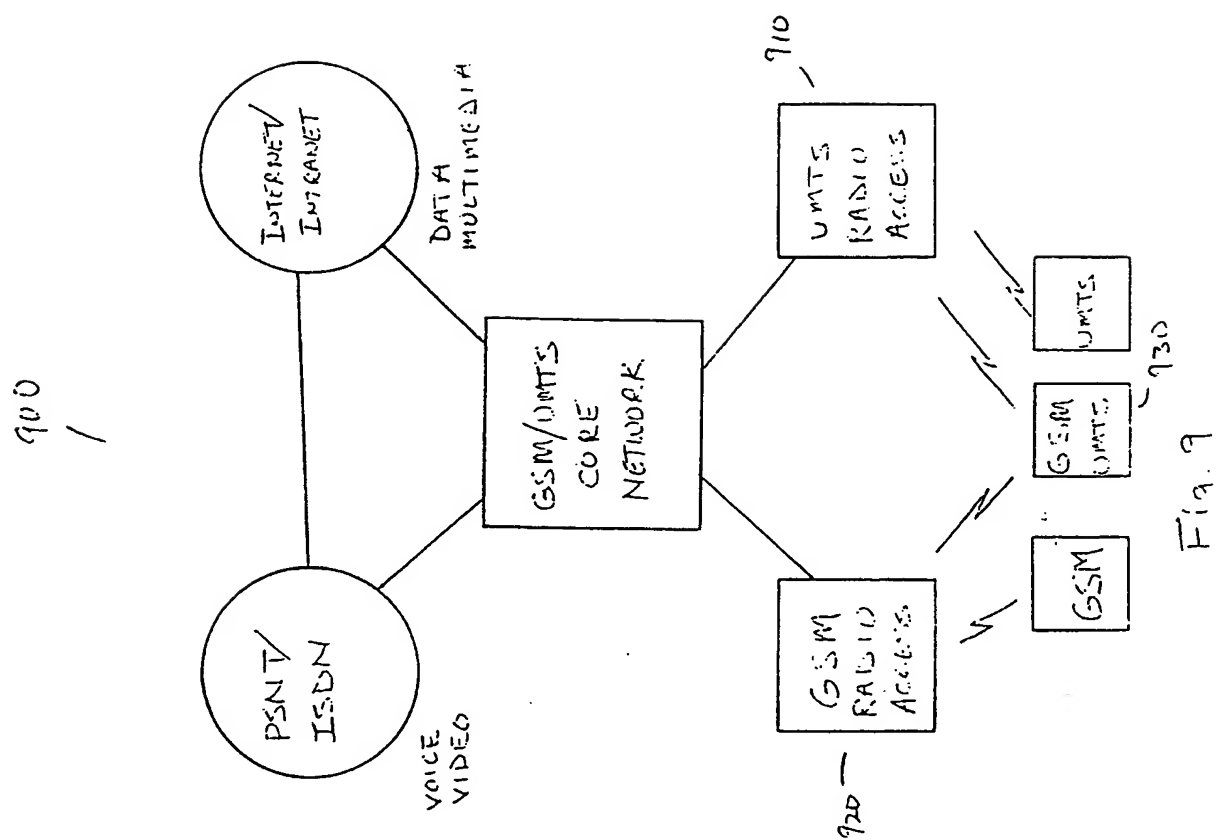 900
PSNT/
ISDN
INTERNET/
INTRANET
VOICE
VIDEO
DATA
MULTIMEDIA
GSM/UMTS
CORE
NETWORK
920
GSM
RADIO
ACCESS
910
UMTS
RADIO
ACCESS
GSM
GSM
UMTS
930
UMTS
Fig. 9